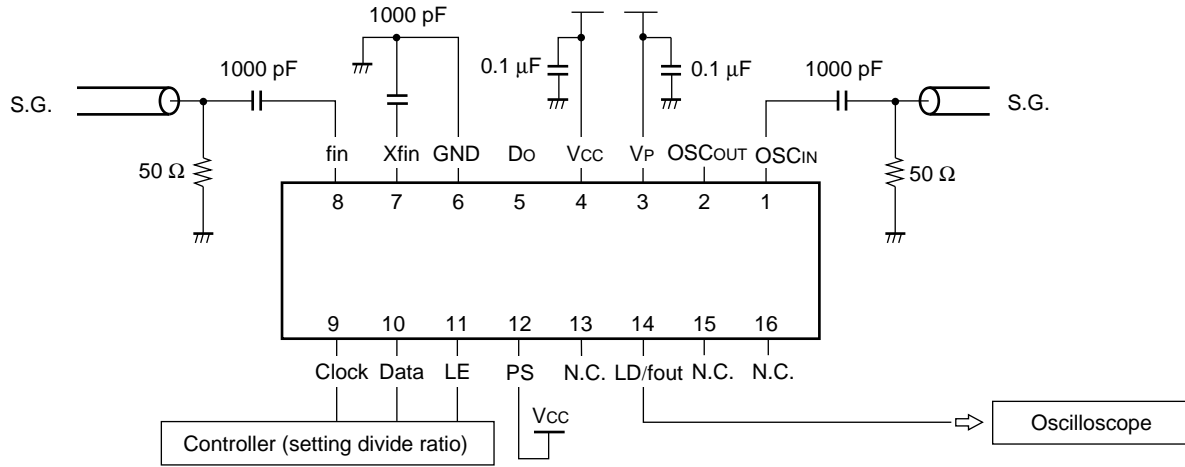 1000 pF
0.1 μF
0.1 μF
1000 pF
1000 pF
S.G.
S.G.
50 Ω
50 Ω
fin Xfin GND DO VCC VP OSCOUT OSCIN
8 7 6 5 4 3 2 1
9 10 11 12 13 14 15 16
Clock Data LE PS N.C. LD/fout N.C. N.C.
VCC
Controller (setting divide ratio)
Oscilloscope